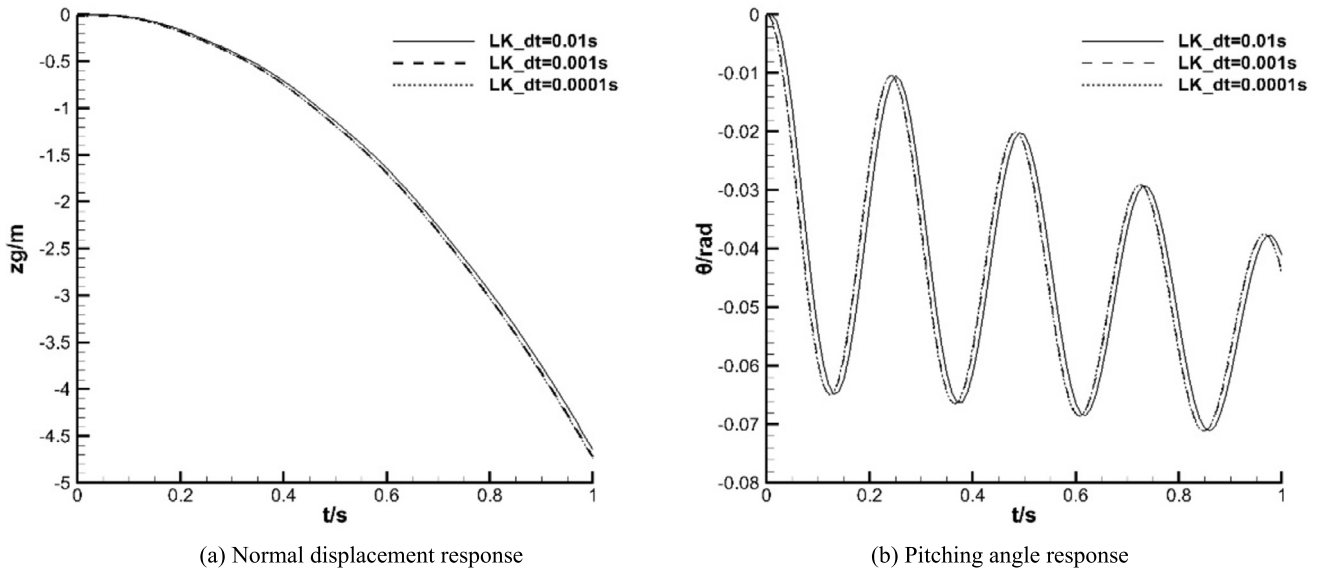 0
-0.5
-1
-1.5
-2
-2.5
-3
-3.5
-4
-4.5
-5
zg/m
0 0.2 0.4 0.6 0.8 1
t/s
LK_dt=0.01s
LK_dt=0.001s
LK_dt=0.0001s
(a) Normal displacement response
0
-0.01
-0.02
-0.03
-0.04
-0.05
-0.06
-0.07
-0.08
θ/rad
0 0.2 0.4 0.6 0.8 1
t/s
LK_dt=0.01s
LK_dt=0.001s
LK_dt=0.0001s
(b) Pitching angle response